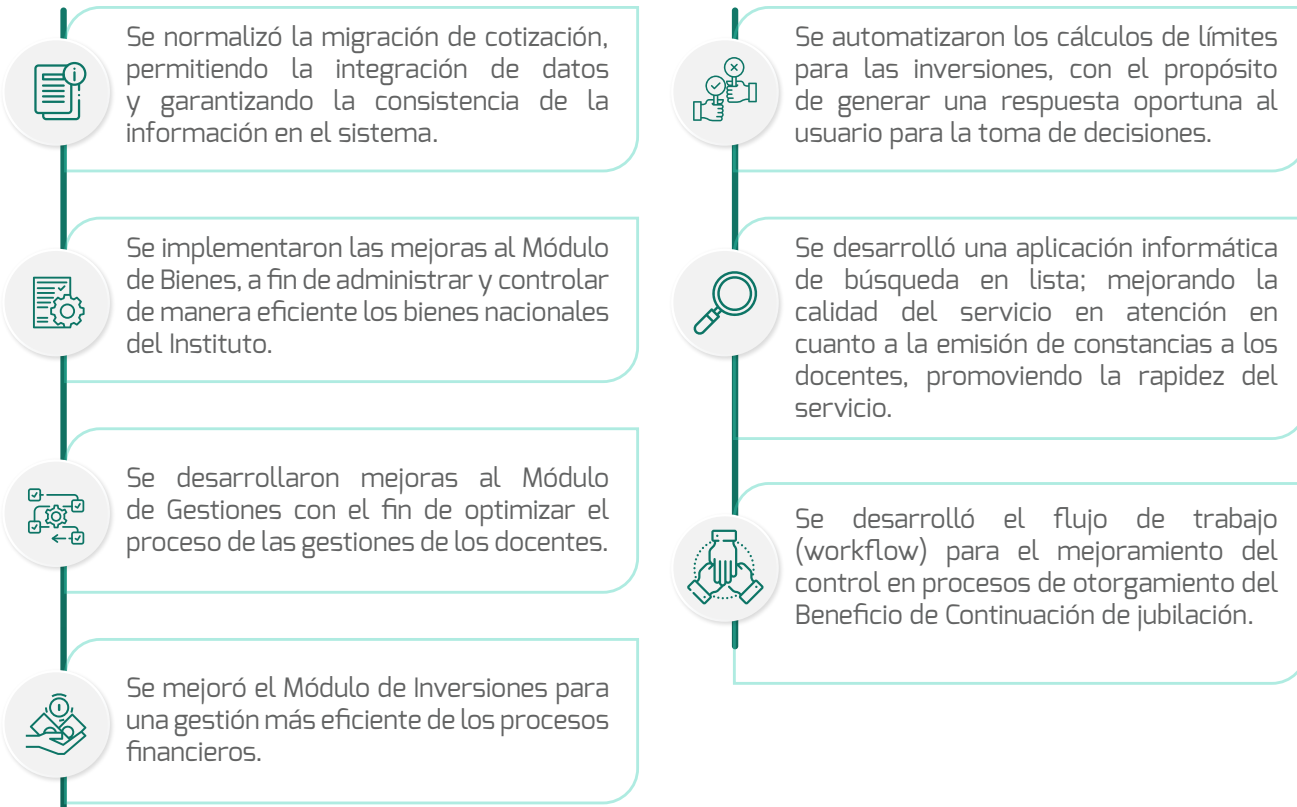 Se normalizó la migración de cotización,
permitiendo la integración de datos
y garantizando la consistencia de la
información en el sistema.
Se implementaron las mejoras al Módulo
de Bienes, a fin de administrar y controlar
de manera eficiente los bienes nacionales
del Instituto.
Se desarrollaron mejoras al Módulo
de Gestiones con el fin de optimizar el
proceso de las gestiones de los docentes.
Se mejoró el Módulo de Inversiones para
una gestión más eficiente de los procesos
financieros.
Se automatizaron los cálculos de límites
para las inversiones, con el propósito
de generar una respuesta oportuna al
usuario para la toma de decisiones.
Se desarrolló una aplicación informática
de búsqueda en lista; mejorando la
calidad del servicio en atención en
cuanto a la emisión de constancias a los
docentes, promoviendo la rapidez del
servicio.
Se desarrolló el flujo de trabajo
(workflow) para el mejoramiento del
control en procesos de otorgamiento del
Beneficio de Continuación de jubilación.